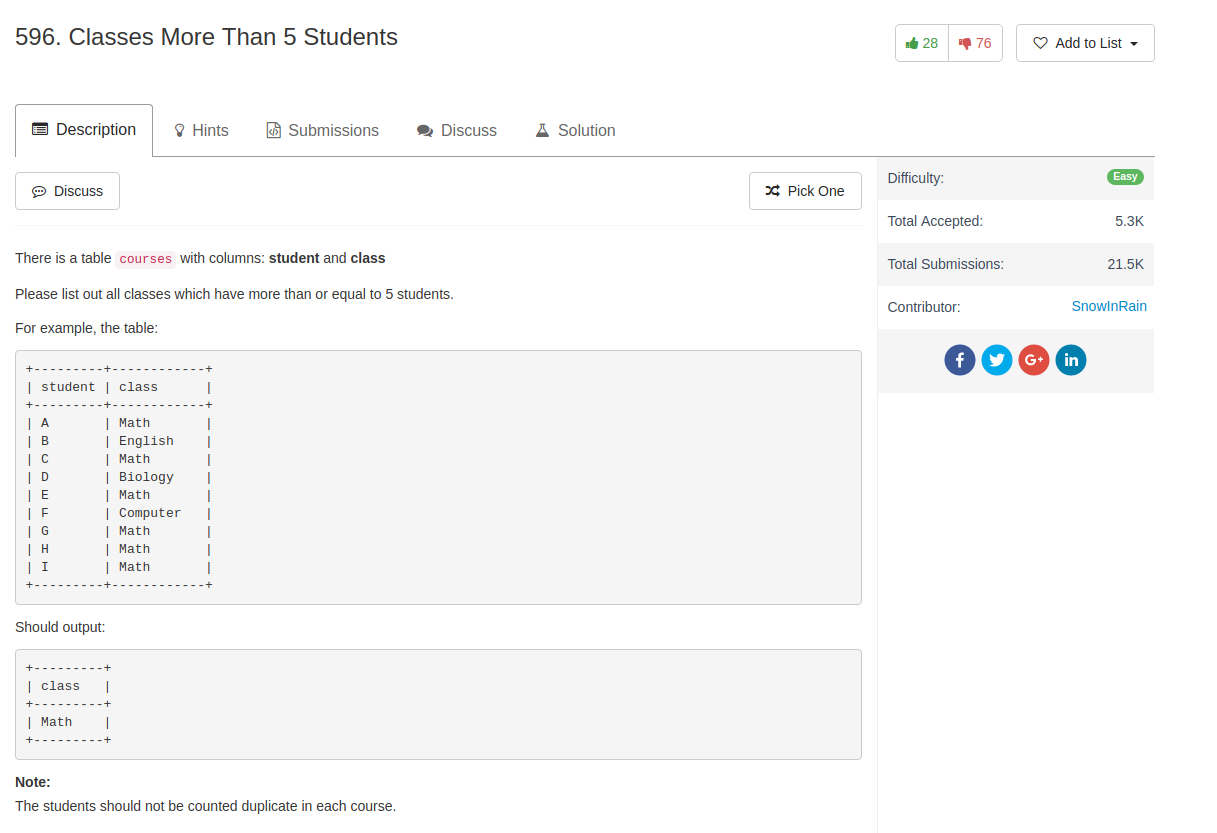 596. Classes More Than 5 Students
28 76 Add to List
Description Hints Submissions Discuss Solution
Discuss Pick One
There is a table courses with columns: student and class
Please list out all classes which have more than or equal to 5 students.
For example, the table:
+---------+------------+
| student | class      |
+---------+------------+
| A       | Math       |
| B       | English    |
| C       | Math       |
| D       | Biology    |
| E       | Math       |
| F       | Computer   |
| G       | Math       |
| H       | Math       |
| I       | Math       |
+---------+------------+
Should output:
+---------+
| class   |
+---------+
| Math    |
+---------+
Note:
The students should not be counted duplicate in each course.
Difficulty: Easy
Total Accepted: 5.3K
Total Submissions: 21.5K
Contributor: SnowInRain
f G+ in